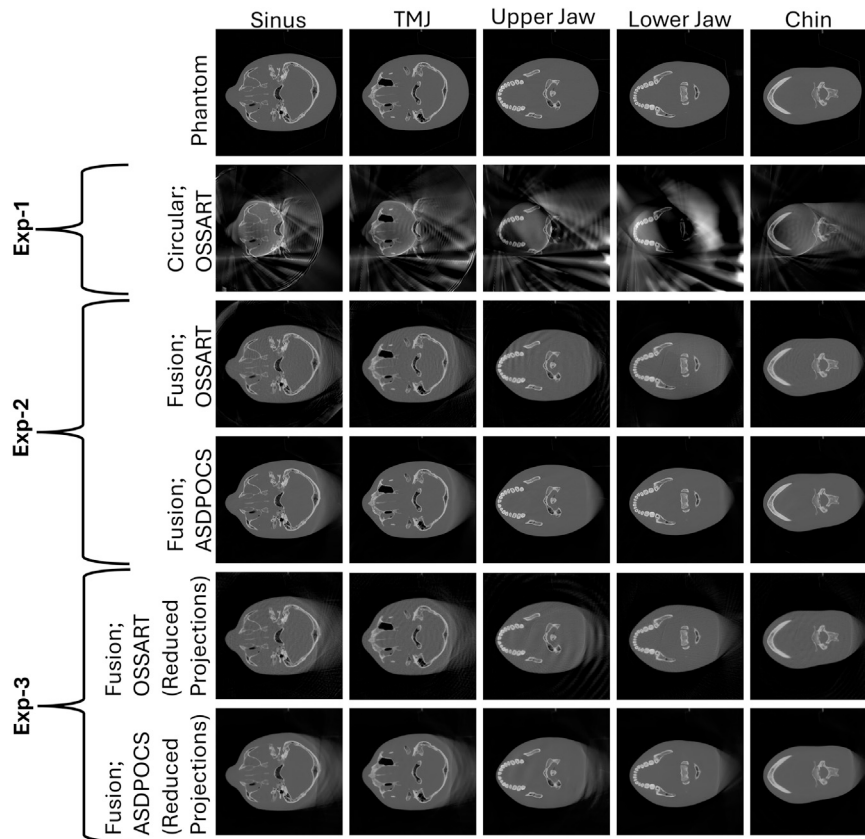 Sinus
TMJ
Upper Jaw
Lower Jaw
Chin
Phantom
Exp-1
Circular;
OSSART
Exp-2
Fusion;
OSSART
Fusion;
ASDPOCS
Exp-3
Fusion;
OSSART
(Reduced
Projections)
Fusion;
ASDPOCS
(Reduced
Projections)